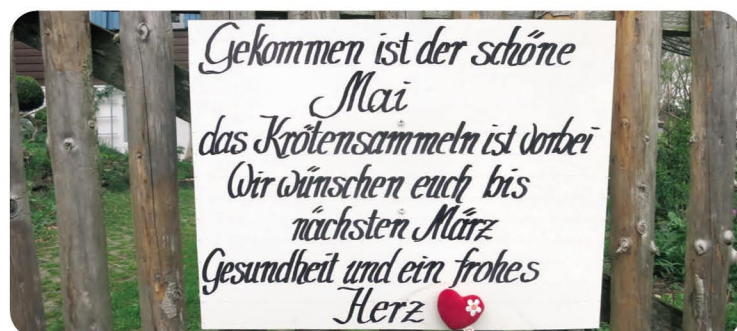 Gekommen ist der schöne
Mai
das Krötensammeln ist vorbei
Wir wünschen euch bis
nächsten März
Gesundheit und ein frohes
Herz